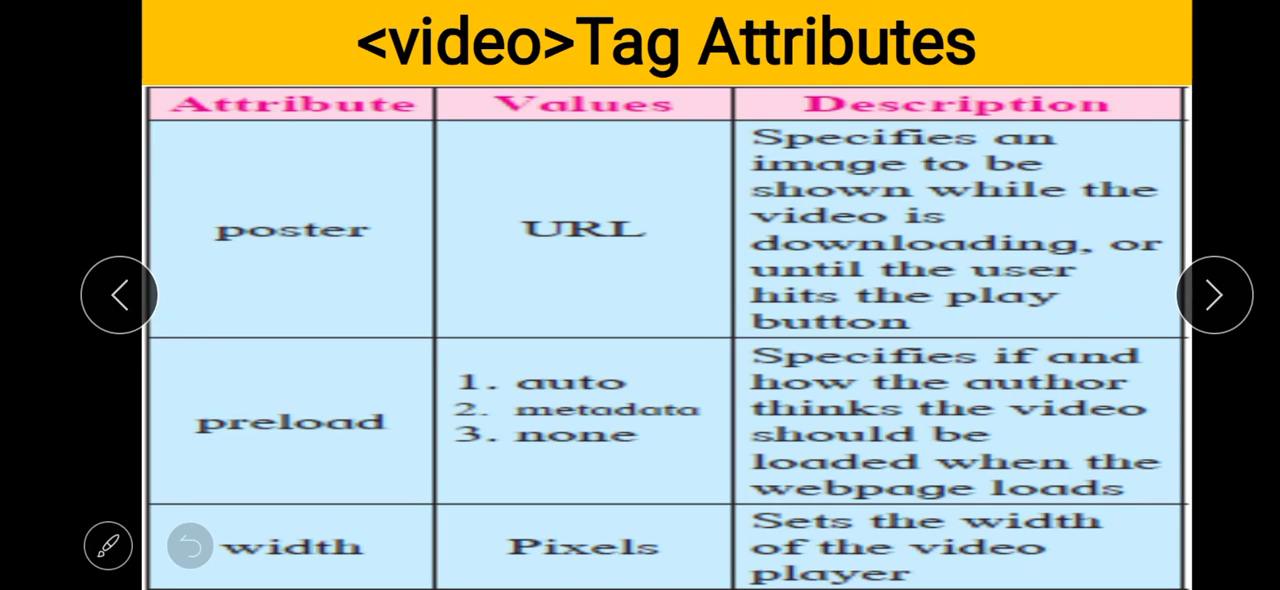 <video>Tag Attributes
Attribute Values Description
poster
URL
Specifies an
image to be
shown while the
video is
downloading, or
until the user
hits the play
button
preload
1. auto
2. metadata
3. none
Specifies if and
how the author
thinks the video
should be
loaded when the
webpage loads
width
Pixels
Sets the width
of the video
player